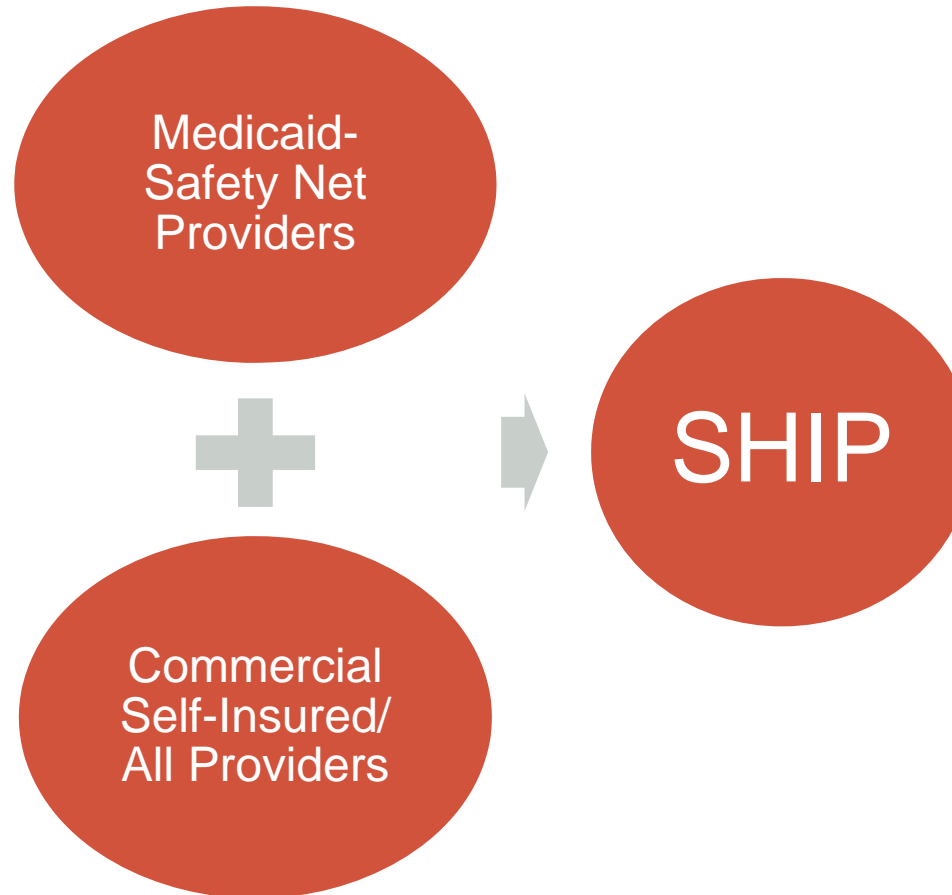 Medicaid-
Safety Net
Providers
SHIP
Commercial
Self-Insured/
All Providers